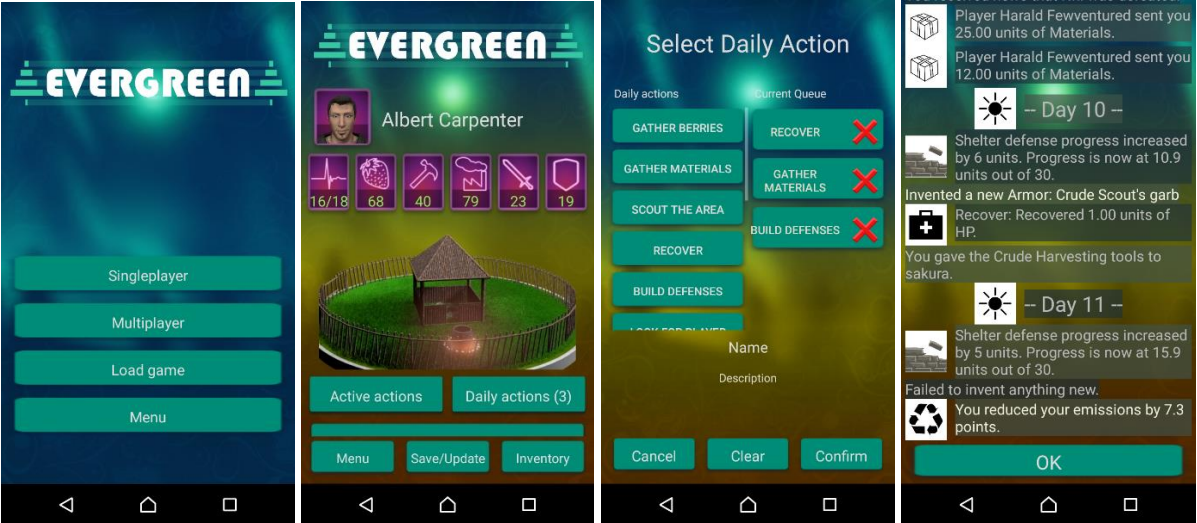 EVERGREEN
Singleplayer
Multiplayer
Load game
Menu
EVERGREEN
Albert Carpenter
16/18
68
40
79
23
19
Active actions
Daily actions (3)
Menu
Save/Update
Inventory
Select Daily Action
Daily actions
Current Queue
GATHER BERRIES
GATHER MATERIALS
SCOUT THE AREA
RECOVER
BUILD DEFENSES
RECOVER
GATHER
MATERIALS
BUILD DEFENSES
Name
Description
Cancel
Clear
Confirm
Player Harald Fewventured sent you
25.00 units of Materials.
Player Harald Fewventured sent you
12.00 units of Materials.
-- Day 10 --
Shelter defense progress increased
by 6 units. Progress is now at 10.9
units out of 30.
Invented a new Armor: Crude Scout's garb
Recover: Recovered 1.00 units of
HP.
You gave the Crude Harvesting tools to
sakura.
-- Day 11 --
Shelter defense progress increased
by 5 units. Progress is now at 15.9
units out of 30.
Failed to invent anything new.
You reduced your emissions by 7.3
points.
OK